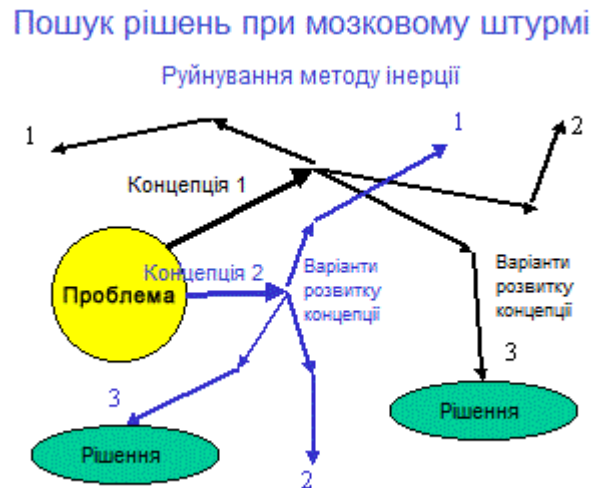 Пошук рішень при мозковому штурмі
Руйнування методу інерції
1
1
2
Концепція 1
Концепція 2
Проблема
Варіанти
розвитку
концепції
Варіанти
розвитку
концепції
3
3
Рішення
Рішення
2